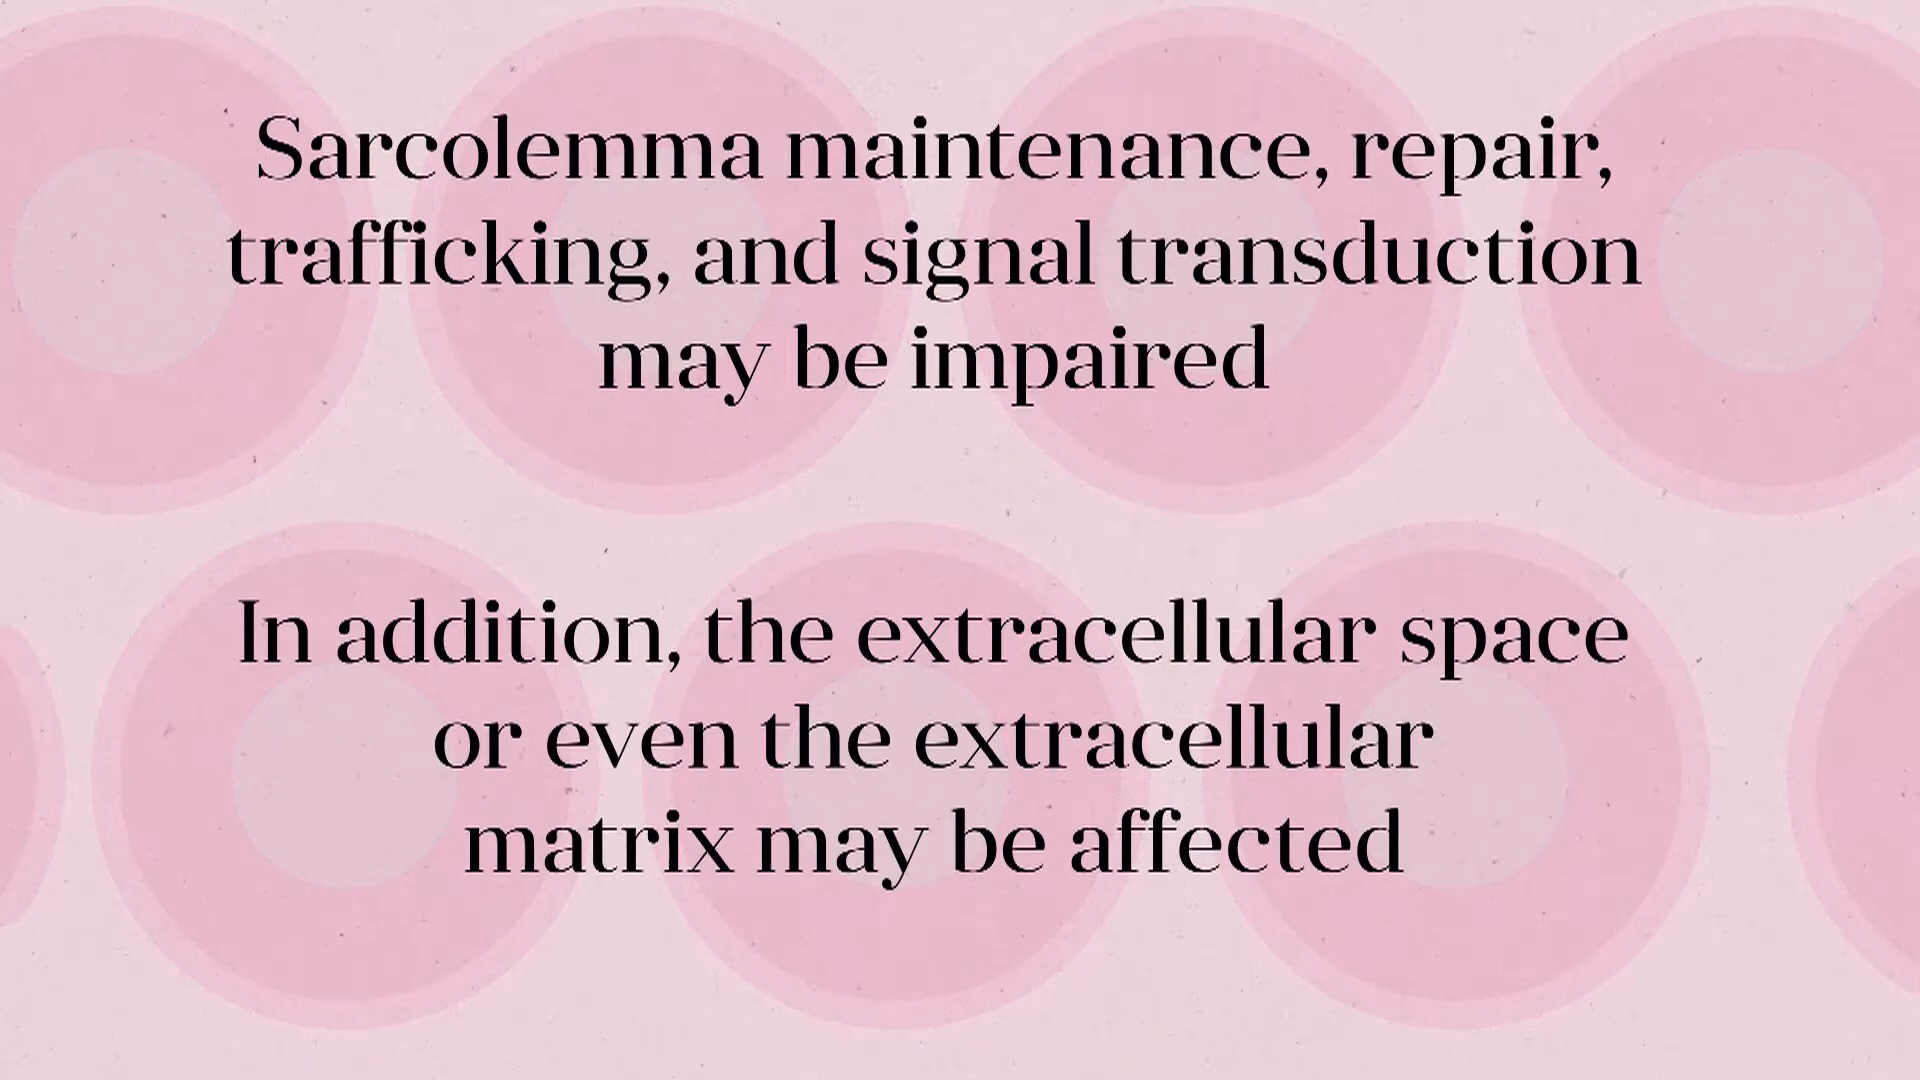 Sarcolemma maintenance, repair,
trafficking, and signal transduction
may be impaired
In addition, the extracellular space
or even the extracellular
matrix may be affected